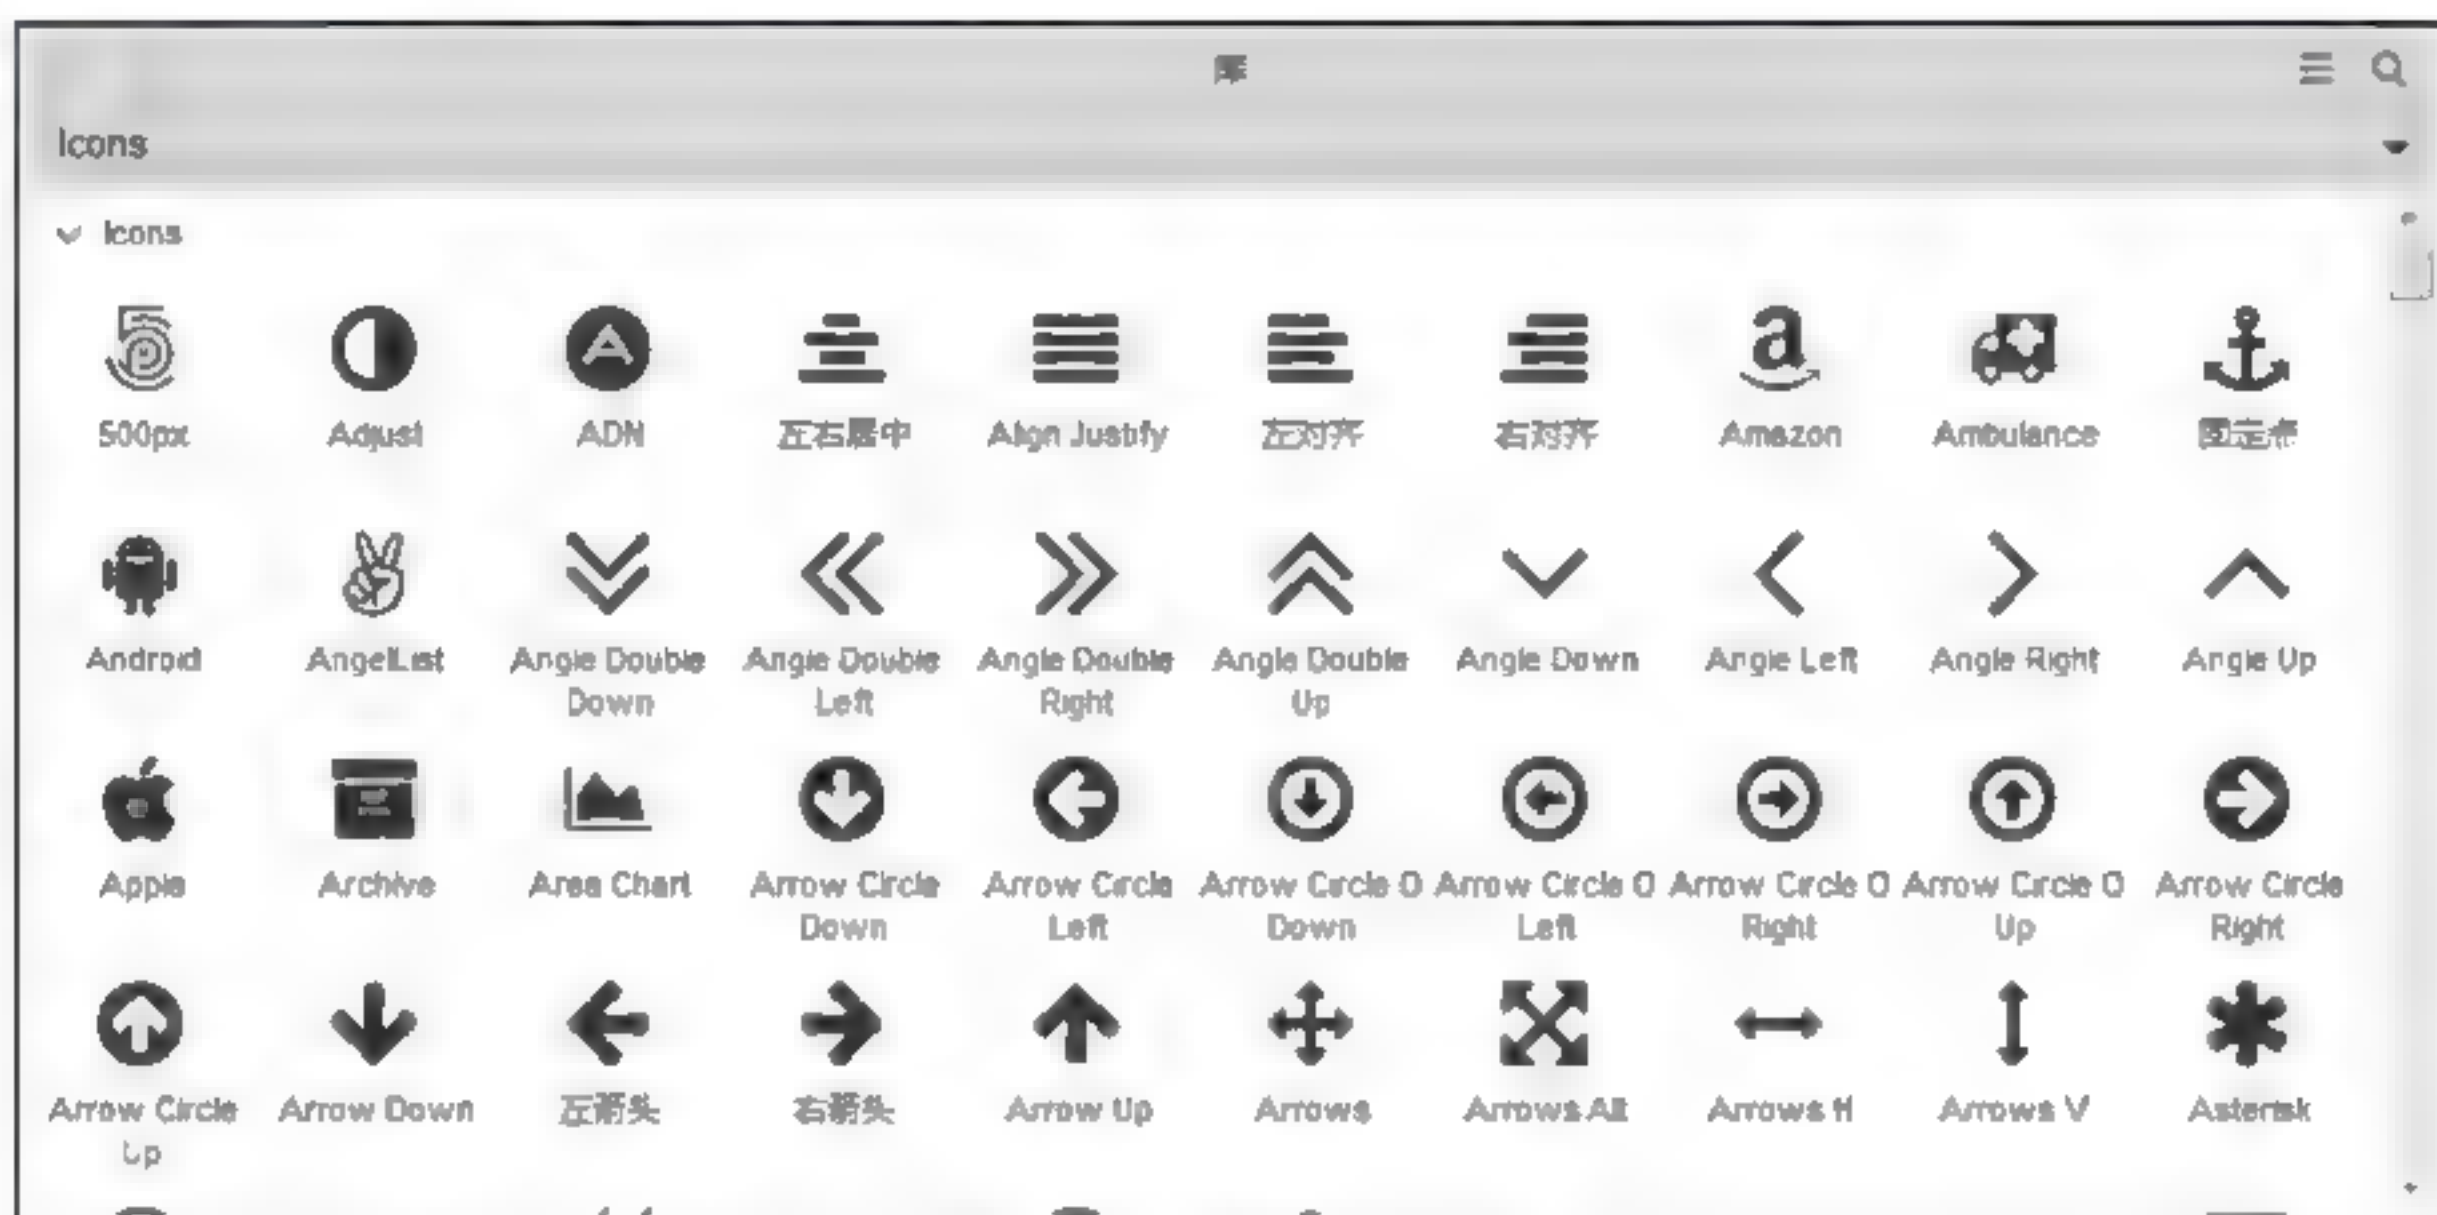 库
Icons
Icons
500px Adjust ADN 左右居中 Align Justify 左对齐 右对齐 Amazon Ambulance 固定点
Android AngelList Angle Double Angle Double Angle Double Angle Double Angle Down Angle Left Angle Right Angle Up
Down Left Right Up
Apple Archive Area Chart Arrow Circle Arrow Circle Arrow Circle O Arrow Circle O Arrow Circle O Arrow Circle O Arrow Circle
Down Left Down Left Right Up Right
Arrow Circle Arrow Down 左箭头 右箭头 Arrow Up Arrows Arrows Alt Arrows H Arrows V Asterisk
Up